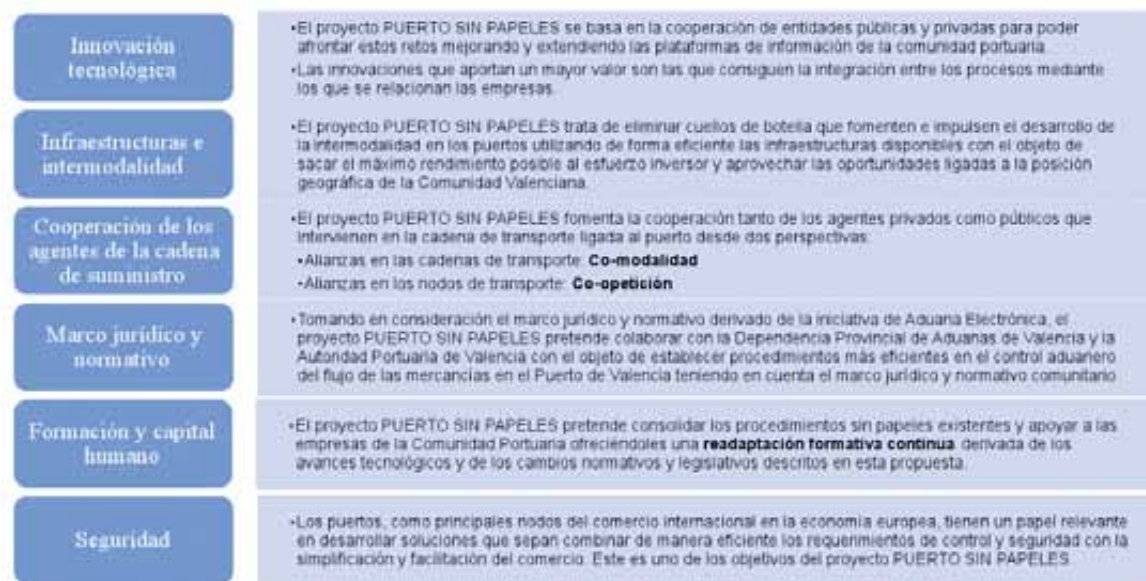 Innovación
tecnológica
•El proyecto PUERTO SIN PAPELES se basa en la cooperación de entidades públicas y privadas para poder
afrontar estos retos mejorando y extendiendo las plataformas de información de la comunidad portuaria.
•Las innovaciones que aportan un mayor valor son las que consiguen la integración entre los procesos mediante
los que se relacionan las empresas.
Infraestructuras e
intermodalidad
•El proyecto PUERTO SIN PAPELES trata de eliminar cuellos de botella que fomenten e impulsen el desarrollo de
la intermodalidad en los puertos utilizando de forma eficiente las infraestructuras disponibles con el objeto de
sacar el máximo rendimiento posible al esfuerzo inversor y aprovechar las oportunidades ligadas a la posición
geográfica de la Comunidad Valenciana.
Cooperación de los
agentes de la cadena
de suministro
•El proyecto PUERTO SIN PAPELES fomenta la cooperación tanto de los agentes privados como públicos que
intervienen en la cadena de transporte ligada al puerto desde dos perspectivas:
•Alianzas en las cadenas de transporte: Co-modalidad
•Alianzas en los nodos de transporte: Co-opetición
Marco jurídico y
normativo
•Tomando en consideración el marco jurídico y normativo derivado de la iniciativa de Aduana Electrónica, el
proyecto PUERTO SIN PAPELES pretende colaborar con la Dependencia Provincial de Aduanas de Valencia y la
Autoridad Portuaria de Valencia con el objeto de establecer procedimientos más eficientes en el control aduanero
del flujo de las mercancías en el Puerto de Valencia teniendo en cuenta el marco jurídico y normativo comunitario
Formación y capital
humano
•El proyecto PUERTO SIN PAPELES pretende consolidar los procedimientos sin papeles existentes y apoyar a las
empresas de la Comunidad Portuaria ofreciéndoles una readaptación formativa continua derivada de los
avances tecnológicos y de los cambios normativos y legislativos descritos en esta propuesta.
Seguridad
•Los puertos, como principales nodos del comercio internacional en la economía europea, tienen un papel relevante
en desarrollar soluciones que sepan combinar de manera eficiente los requerimientos de control y seguridad con la
simplificación y facilitación del comercio. Este es uno de los objetivos del proyecto PUERTO SIN PAPELES